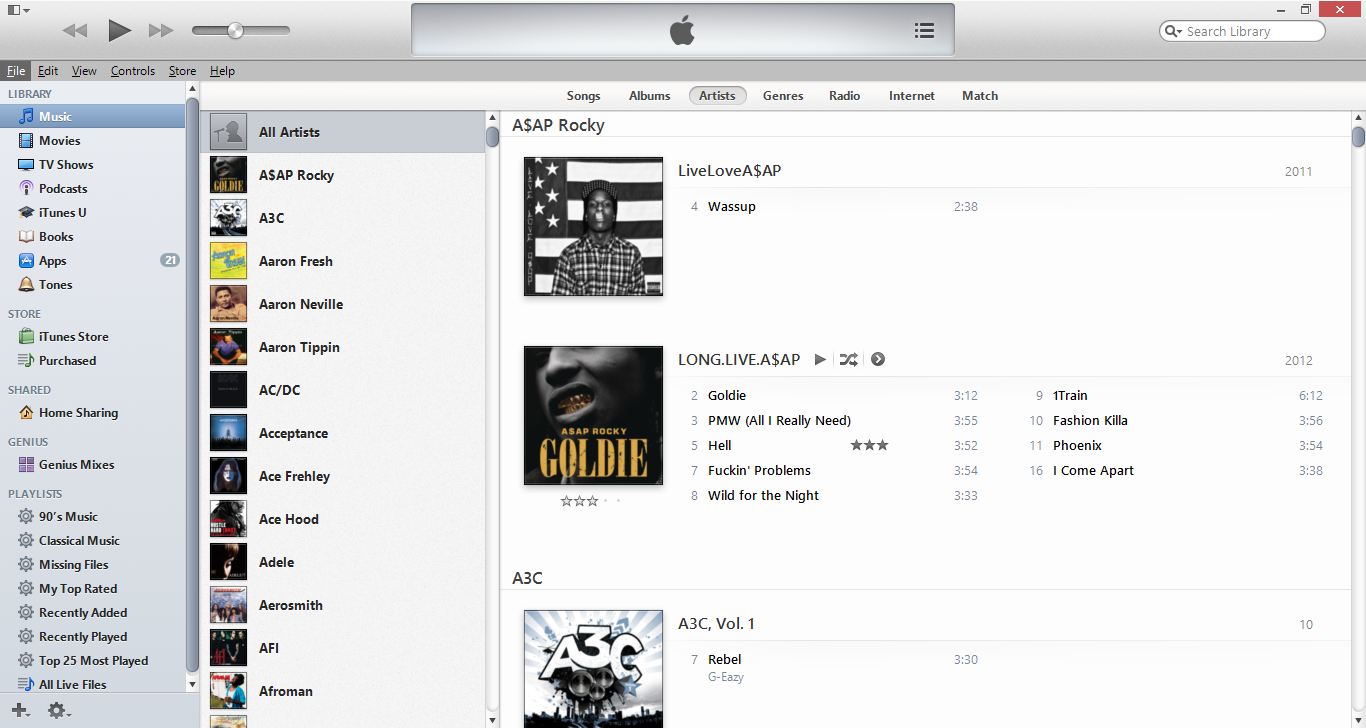 Search Library
File Edit View Controls Store Help
LIBRARY
Music
Movies
TV Shows
Podcasts
iTunes U
Books
Apps 21
Tones
STORE
iTunes Store
Purchased
SHARED
Home Sharing
GENIUS
Genius Mixes
PLAYLISTS
90's Music
Classical Music
Missing Files
My Top Rated
Recently Added
Recently Played
Top 25 Most Played
All Live Files
Songs Albums Artists Genres Radio Internet Match
All Artists
A$AP Rocky
A3C
Aaron Fresh
Aaron Neville
Aaron Tippin
AC/DC
Acceptance
Ace Frehley
Ace Hood
Adele
Aerosmith
AFI
Afroman
A$AP Rocky
LiveLoveA$AP 2011
4 Wassup 2:38
A$AP ROCKY
GOLDIE
LONG.LIVE.A$AP 2012
2 Goldie 3:12
3 PMW (All I Really Need) 3:55
5 Hell 3:52
7 Fuckin' Problems 3:54
8 Wild for the Night 3:33
9 1Train 6:12
10 Fashion Killa 3:56
11 Phoenix 3:54
16 I Come Apart 3:38
A3C
A3C
A3C, Vol. 1 10
7 Rebel 3:30
G-Eazy